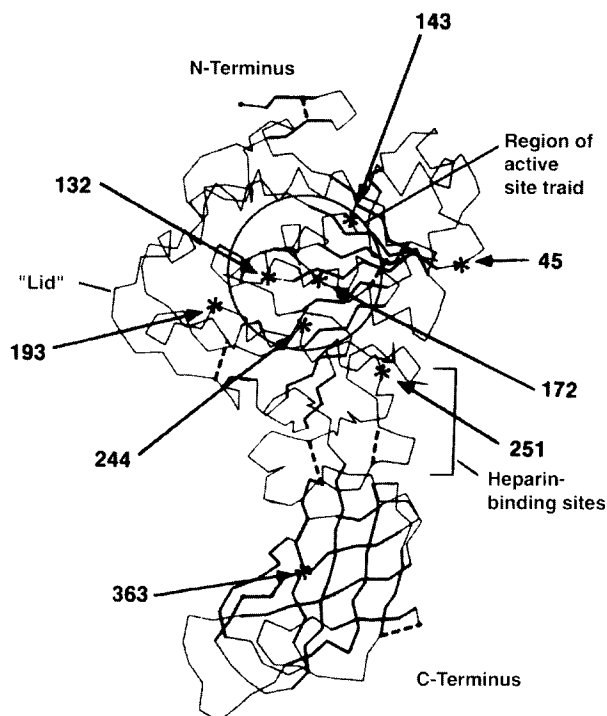 143
N-Terminus
Region of
active
site traid
132
45
"Lid"
193
172
251
244
Heparin-
binding sites
363
C-Terminus